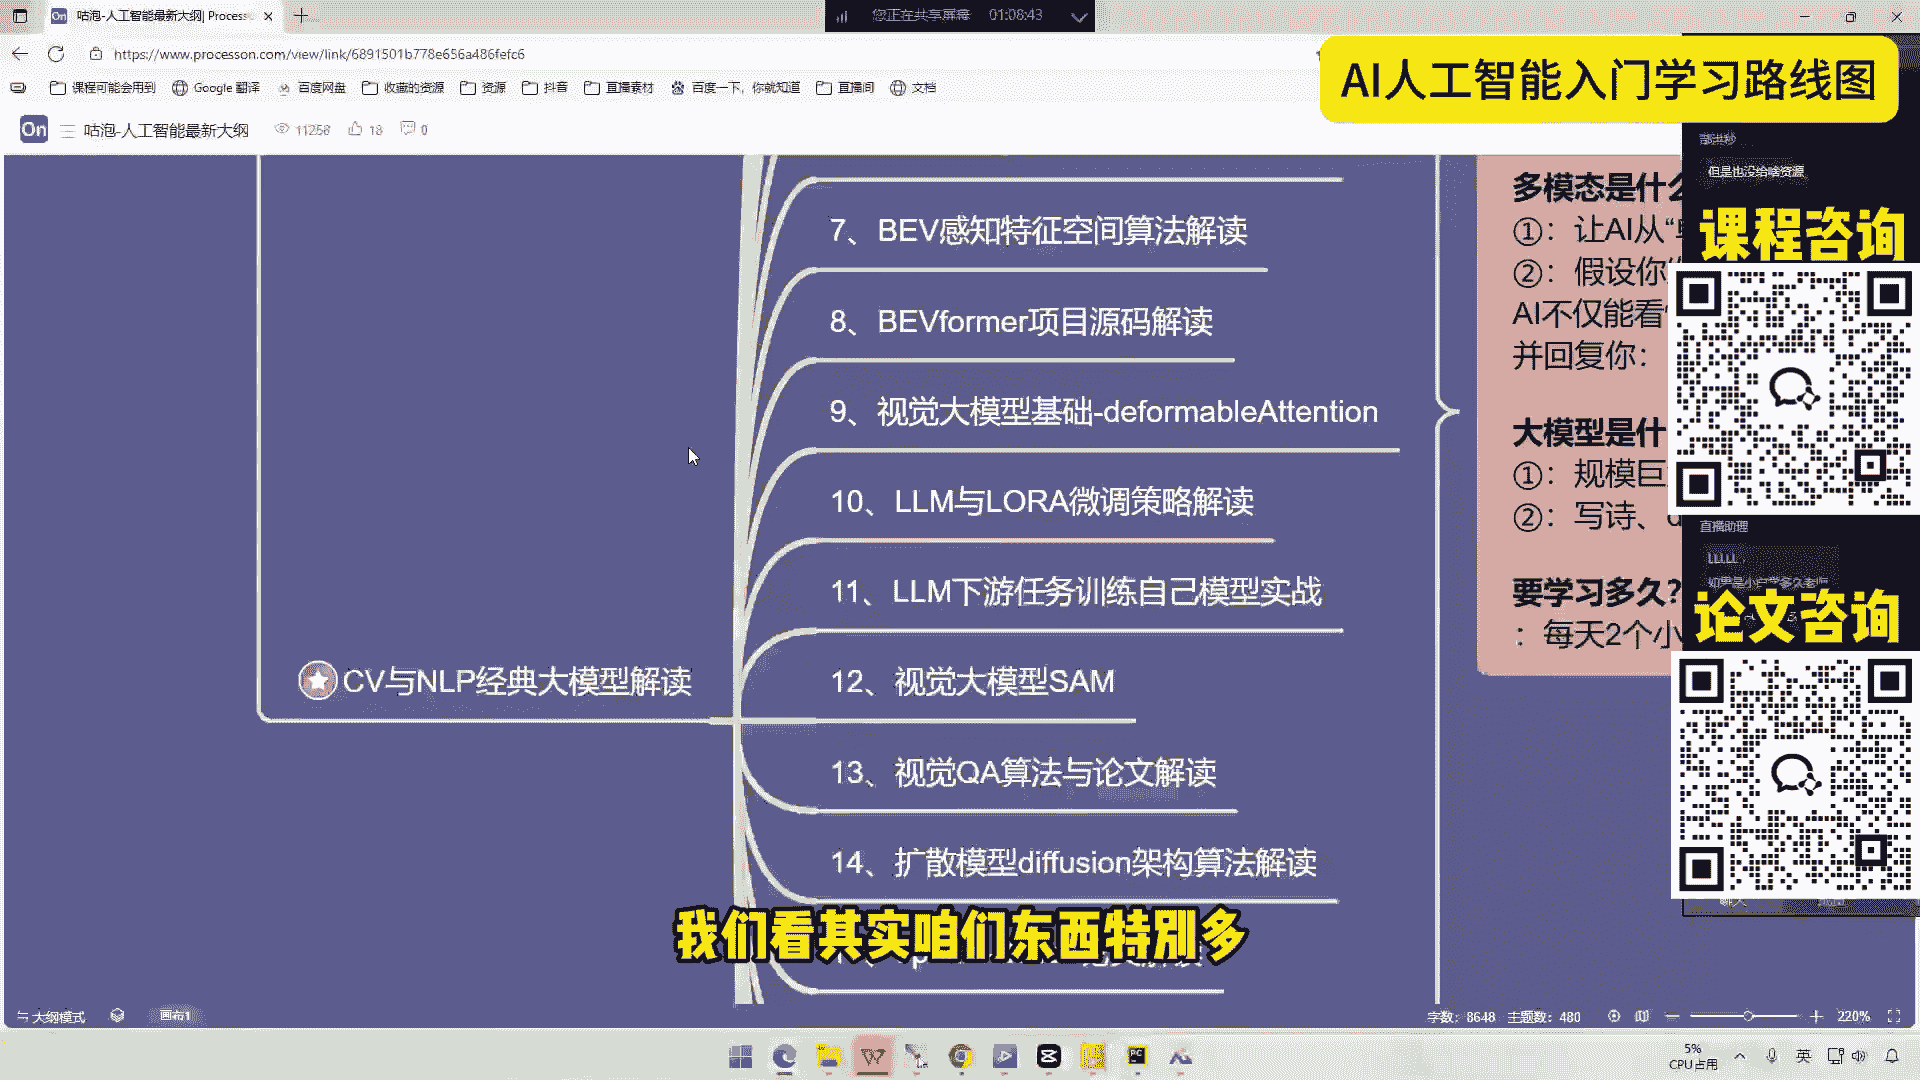 咕泡-人工智能最新大纲| Process
您正在共享屏幕 01:08:43
https://www.processon.com/view/link/6891501b778e656a486fefc6
课程可能会用到
Google 翻译
百度网盘
收藏的资源
资源
抖音
直播素材
百度一下，你就知道
直播间
文档
AI人工智能入门学习路线图
On
咕泡-人工智能最新大纲
11256
18
0
但是也没给啥资源
7、BEV感知特征空间算法解读
8、BEVformer项目源码解读
9、视觉大模型基础-deformableAttention
10、LLM与LORA微调策略解读
11、LLM下游任务训练自己模型实战
CV与NLP经典大模型解读
12、视觉大模型SAM
13、视觉QA算法与论文解读
14、扩散模型diffusion架构算法解读
多模态是什么
①：让AI从“
②：假设你
AI不仅能看
并回复你：
大模型是什
①：规模巨
②：写诗、
要学习多久？
：每天2个小
课程咨询
直播助理
LLLLL
论文咨询
我们看其实咱们东西特别多
大纲模式
画布1
字数：8648
主题数：480
220%
5%
CPU占用
英